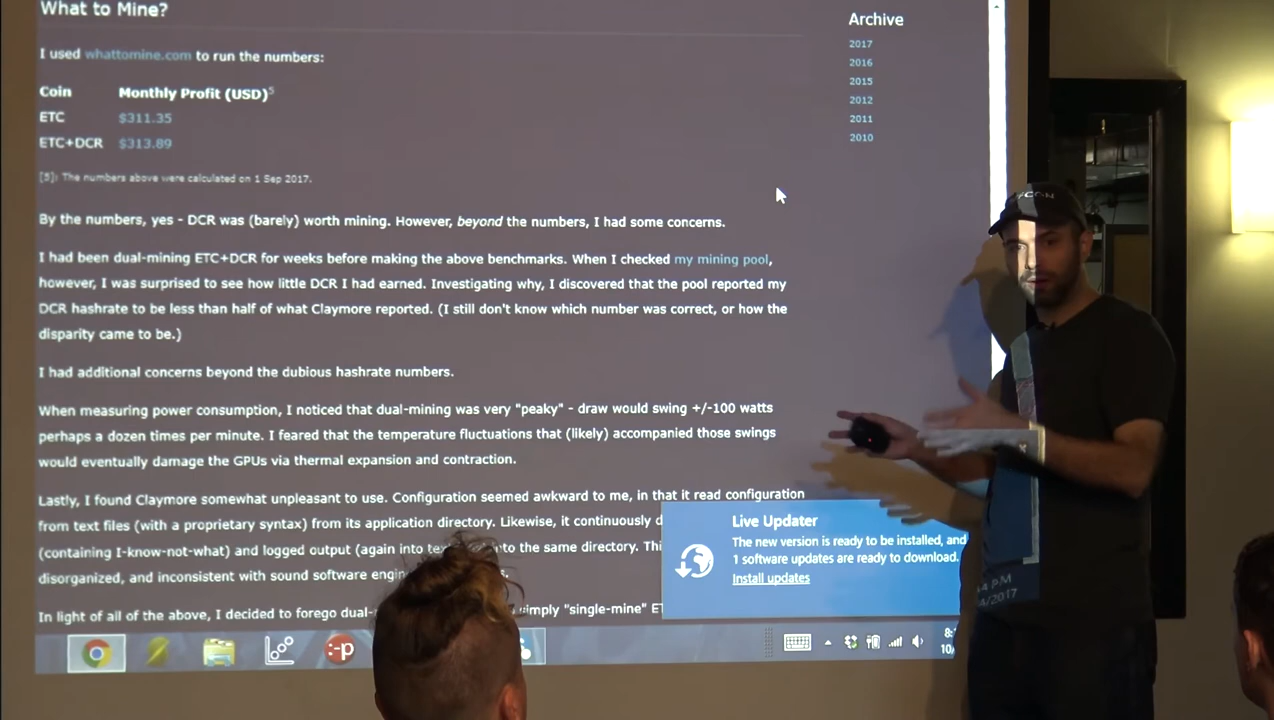 What to Mine?
I used whattomine.com to run the numbers:
Coin Monthly Profit (USD)5
ETC $311.35
ETC+DCR $313.89
[5]: The numbers above were calculated on 1 Sep 2017.
By the numbers, yes - DCR was (barely) worth mining. However, beyond the numbers, I had some concerns.
I had been dual-mining ETC+DCR for weeks before making the above benchmarks. When I checked my mining pool,
however, I was surprised to see how little DCR I had earned. Investigating why, I discovered that the pool reported my
DCR hashrate to be less than half of what Claymore reported. (I still don't know which number was correct, or how the
disparity came to be.)
I had additional concerns beyond the dubious hashrate numbers.
When measuring power consumption, I noticed that dual-mining was very "peaky" - draw would swing +/-100 watts
perhaps a dozen times per minute. I feared that the temperature fluctuations that (likely) accompanied those swings
would eventually damage the GPUs via thermal expansion and contraction.
Lastly, I found Claymore somewhat unpleasant to use. Configuration seemed awkward to me, in that it read configuration
from text files (with a proprietary syntax) from its application directory. Likewise, it continuously
(containing I-know-not-what) and logged output (again into the same directory.
disorganized, and inconsistent with sound software
In light of all of the above, I decided to forego simply "single-mine"
Archive
2017
2016
2015
2012
2011
2010
Live Updater
The new version is ready to be installed, and
1 software updates are ready to download.
Install updates
:-p
8:
10/
4 PM
/2017
CON